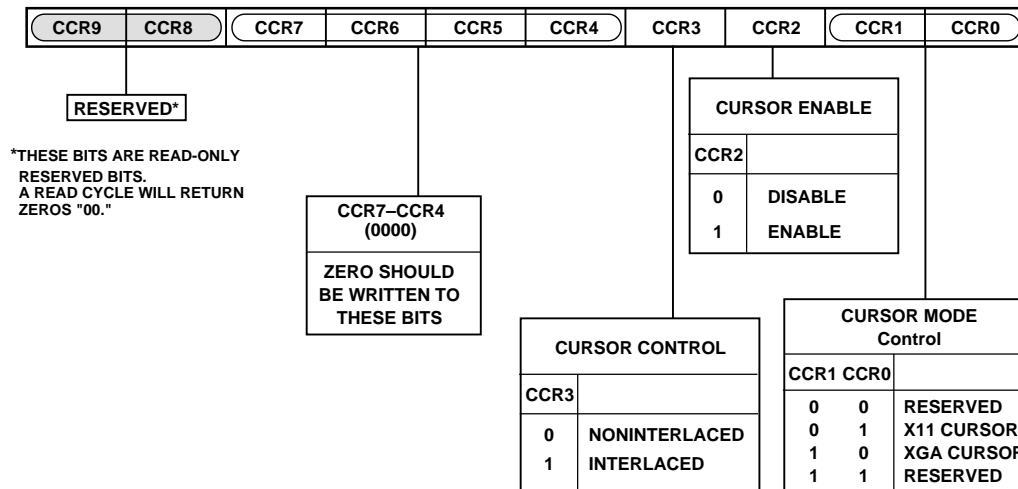 CCR9 CCR8 CCR7 CCR6 CCR5 CCR4 CCR3 CCR2 CCR1 CCR0
RESERVED*
*THESE BITS ARE READ-ONLY
RESERVED BITS.
A READ CYCLE WILL RETURN
ZEROS "00."
CCR7–CCR4
(0000)
ZERO SHOULD
BE WRITTEN TO
THESE BITS
CURSOR CONTROL
CCR3
0 NONINTERLACED
1 INTERLACED
CURSOR ENABLE
CCR2
0 DISABLE
1 ENABLE
CURSOR MODE
Control
CCR1 CCR0
0 0 RESERVED
0 1 X11 CURSOR
1 0 XGA CURSOR
1 1 RESERVED